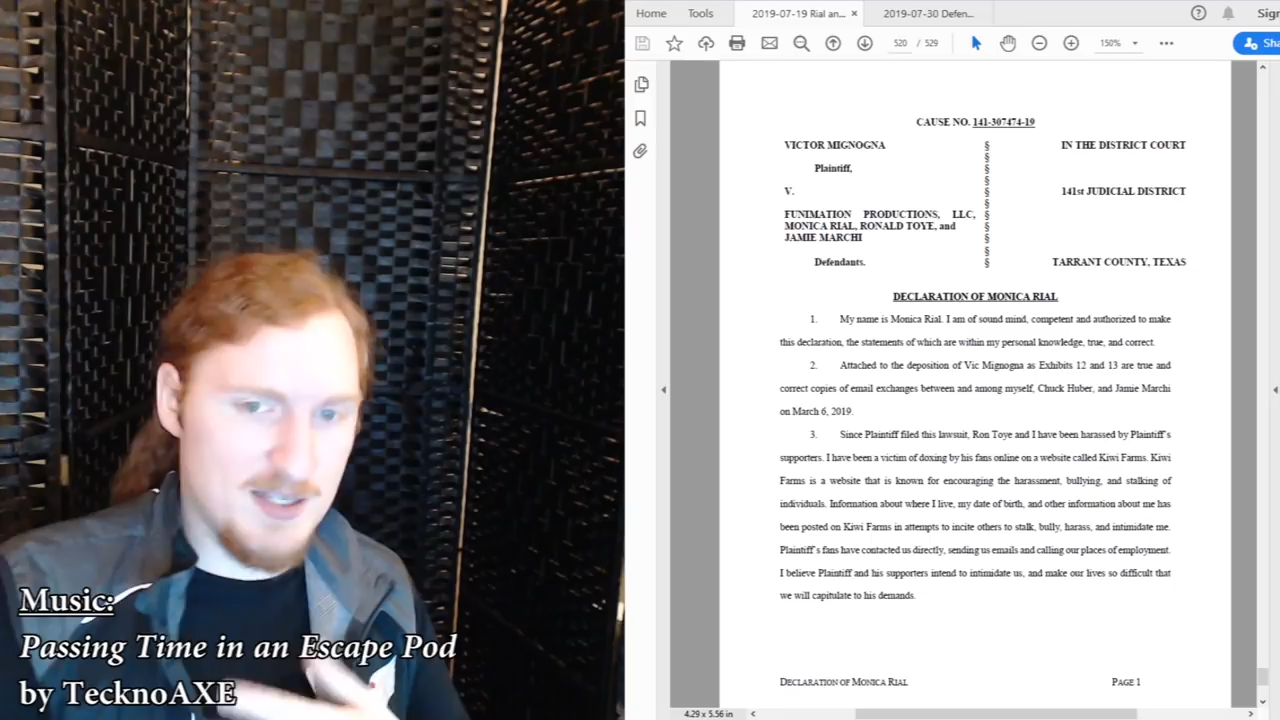 Home
Tools
2019-07-19 Rial an... ×
2019-07-30 Defen...
Sign
520 / 529
150%
Sha
CAUSE NO. 141-307474-19
VICTOR MIGNOGNA § IN THE DISTRICT COURT
§
Plaintiff, §
§
V. § 141st JUDICIAL DISTRICT
§
FUNIMATION PRODUCTIONS, LLC, §
MONICA RIAL, RONALD TOYE, and §
JAMIE MARCHI §
§
Defendants. § TARRANT COUNTY, TEXAS
DECLARATION OF MONICA RIAL
1. My name is Monica Rial. I am of sound mind, competent and authorized to make
this declaration, the statements of which are within my personal knowledge, true, and correct.
2. Attached to the deposition of Vic Mignogna as Exhibits 12 and 13 are true and
correct copies of email exchanges between and among myself, Chuck Huber, and Jamie Marchi
on March 6, 2019.
3. Since Plaintiff filed this lawsuit, Ron Toye and I have been harassed by Plaintiff's
supporters. I have been a victim of doxing by his fans online on a website called Kiwi Farms. Kiwi
Farms is a website that is known for encouraging the harassment, bullying, and stalking of
individuals. Information about where I live, my date of birth, and other information about me has
been posted on Kiwi Farms in attempts to incite others to stalk, bully, harass, and intimidate me.
Plaintiff's fans have contacted us directly, sending us emails and calling our places of employment.
I believe Plaintiff and his supporters intend to intimidate us, and make our lives so difficult that
we will capitulate to his demands.
DECLARATION OF MONICA RIAL PAGE 1
4.29 x 5.56 in
Music:
Passing Time in an Escape Pod
by TecknoAXE